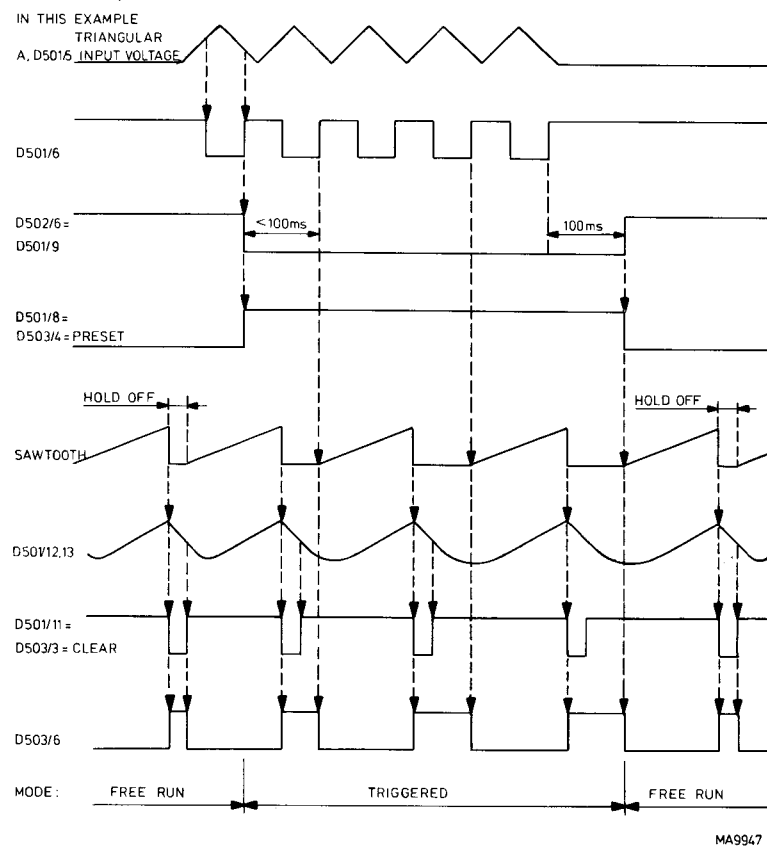 IN THIS EXAMPLE
TRIANGULAR
A, D501/5 INPUT VOLTAGE
D501/6
D502/6=
D501/9
<100ms
100ms
D501/8=
D503/4=PRESET
HOLD OFF
HOLD OFF
SAWTOOTH
D501/12,13
D501/11=
D503/3=CLEAR
D503/6
MODE: FREE RUN TRIGGERED FREE RUN
MA9947